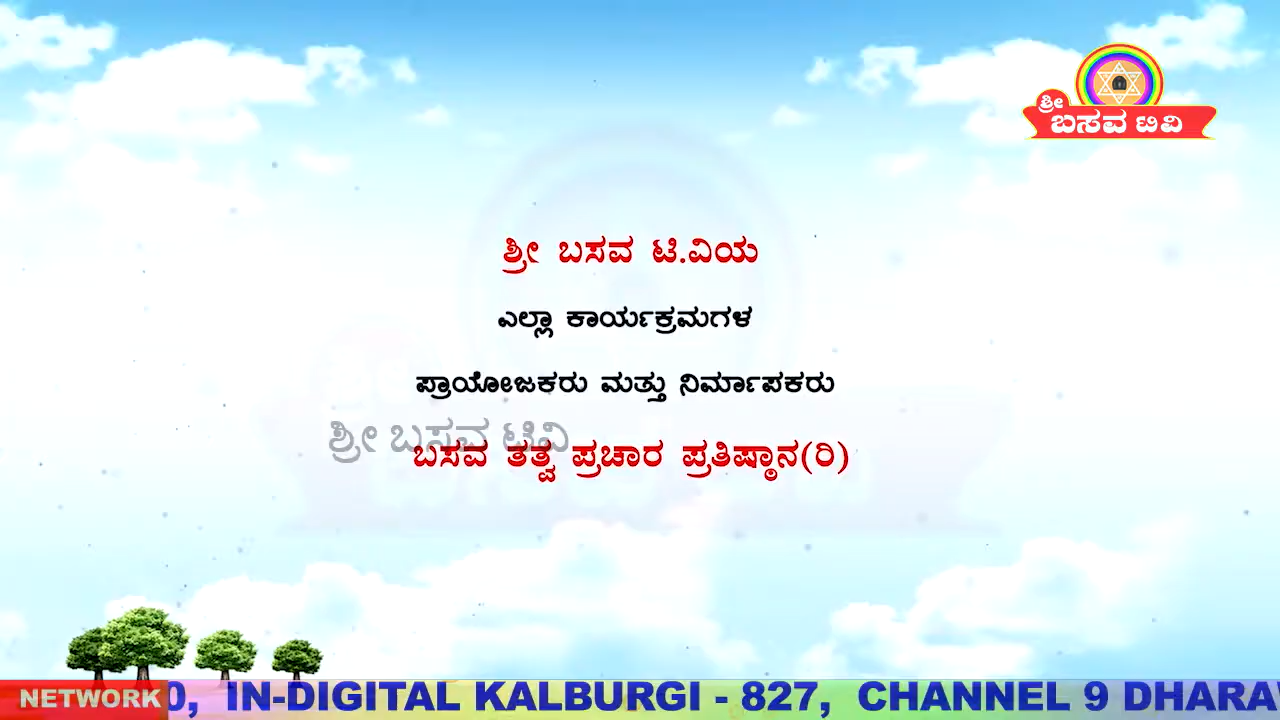 ಶ್ರೀ
ಬಸವ ಟಿವಿ
ಶ್ರೀ ಬಸವ ಟಿ.ವಿಯ
ಎಲ್ಲಾ ಕಾರ್ಯಕ್ರಮಗಳ
ಪ್ರಾಯೋಜಕರು ಮತ್ತು ನಿರ್ಮಾಪಕರು
ಶ್ರೀ ಬಸವ ಟಿವಿ
ಬಸವ ತತ್ವ ಪ್ರಚಾರ ಪ್ರತಿಷ್ಠಾನ(ರಿ)
NETWORK 0, IN-DIGITAL KALBURGI - 827, CHANNEL 9